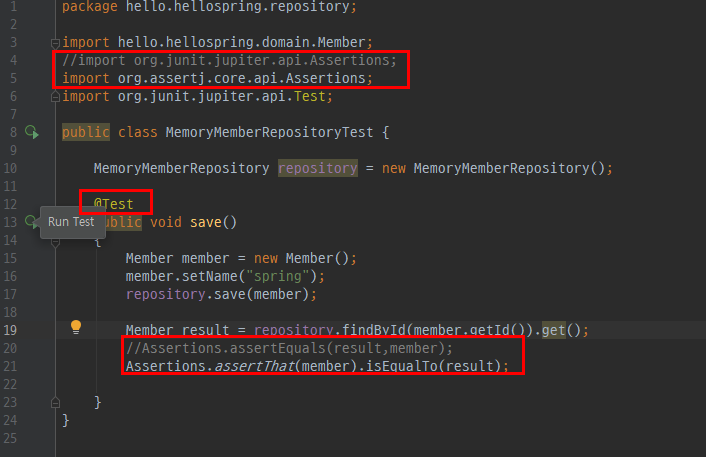 1 package hello.hellospring.repository;
2
3 import hello.hellospring.domain.Member;
4 //import org.junit.jupiter.api.Assertions;
5 import org.assertj.core.api.Assertions;
6 import org.junit.jupiter.api.Test;
7
8 public class MemoryMemberRepositoryTest {
9
10 MemoryMemberRepository repository = new MemoryMemberRepository();
11
12 @Test
13 public void save()
Run Test
14 {
15 Member member = new Member();
16 member.setName("spring");
17 repository.save(member);
18
19 Member result = repository.findById(member.getId()).get();
20 //Assertions.assertEquals(result,member);
21 Assertions.assertThat(member).isEqualTo(result);
22
23 }
24 }
25